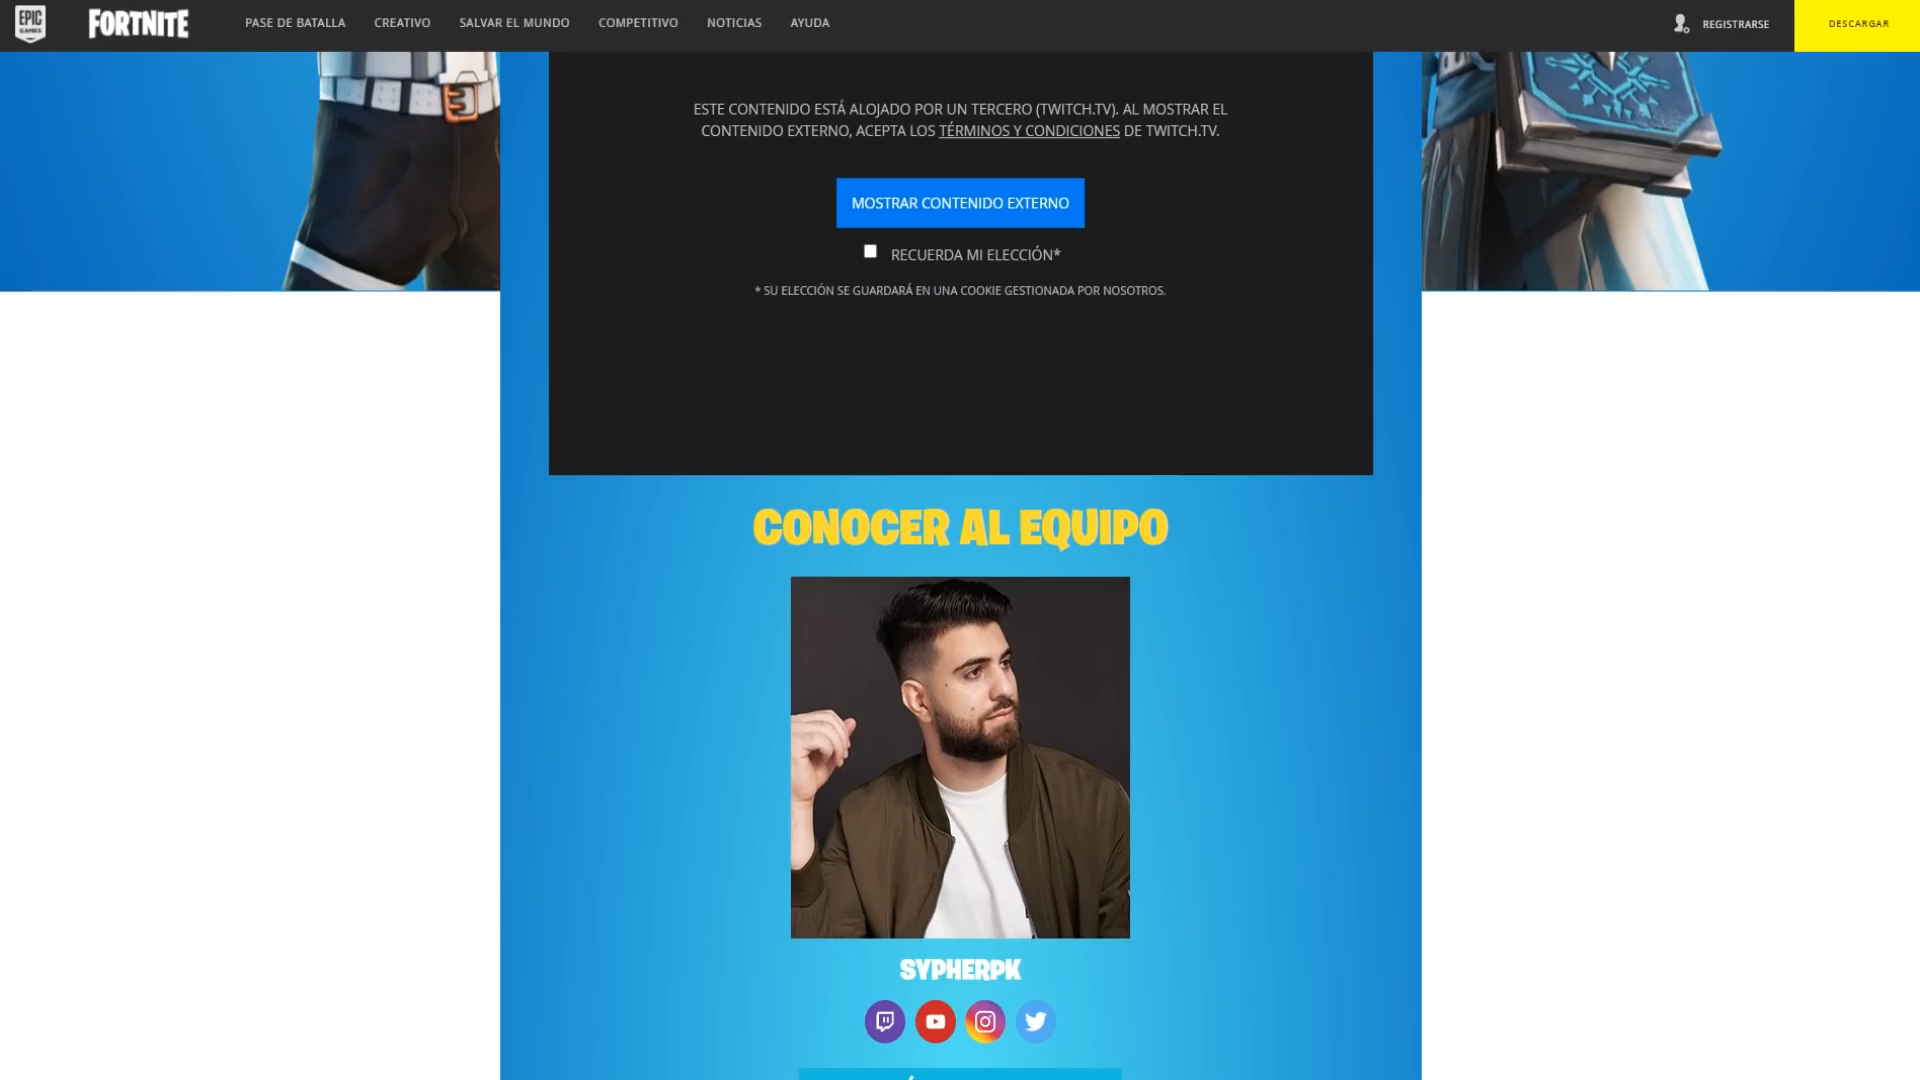 EPIC
GAMES
FORTNITE
PASE DE BATALLA
CREATIVO
SALVAR EL MUNDO
COMPETITIVO
NOTICIAS
AYUDA
REGISTRARSE
DESCARGAR
ESTE CONTENIDO ESTÁ ALOJADO POR UN TERCERO (TWITCH.TV). AL MOSTRAR EL
CONTENIDO EXTERNO, ACEPTA LOS TÉRMINOS Y CONDICIONES DE TWITCH.TV.
MOSTRAR CONTENIDO EXTERNO
RECUERDA MI ELECCIÓN*
* SU ELECCIÓN SE GUARDARÁ EN UNA COOKIE GESTIONADA POR NOSOTROS.
CONOCER AL EQUIPO
SYPHERPK